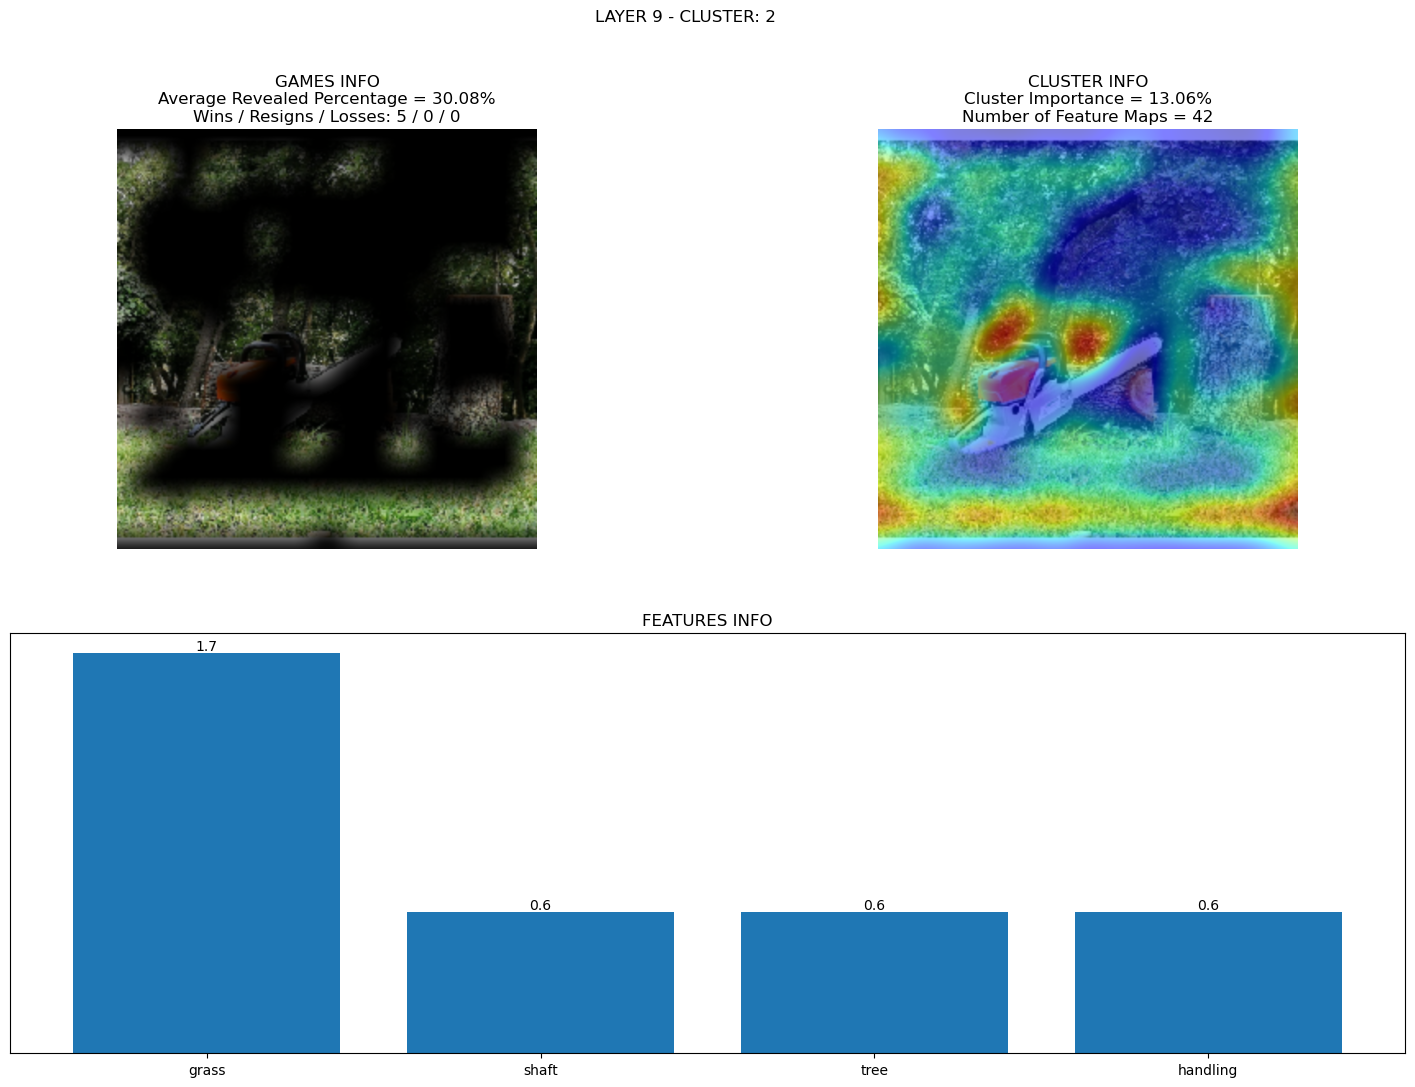 LAYER 9 - CLUSTER: 2
GAMES INFO
Average Revealed Percentage = 30.08%
Wins / Resigns / Losses: 5 / 0 / 0
CLUSTER INFO
Cluster Importance = 13.06%
Number of Feature Maps = 42
FEATURES INFO
1.7
0.6
0.6
0.6
grass
shaft
tree
handling